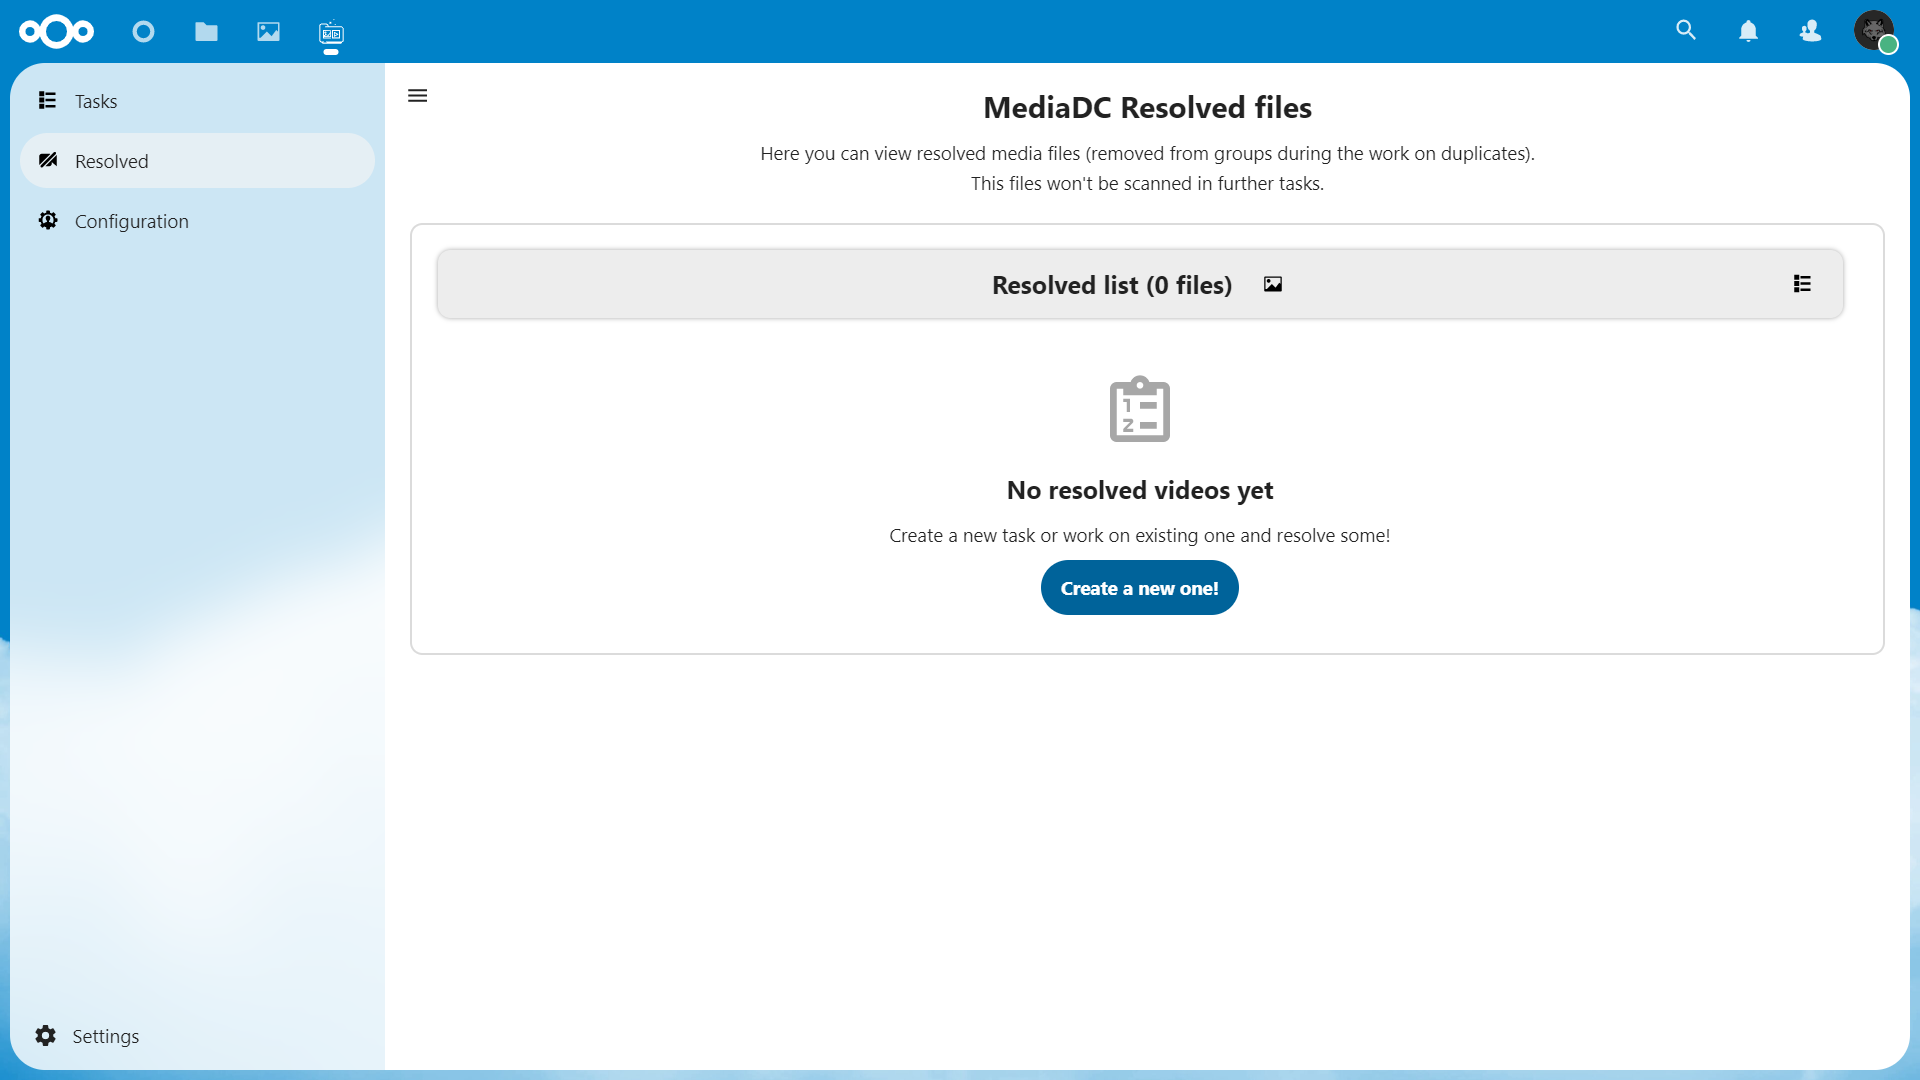 Tasks
Resolved
Configuration
Settings
MediaDC Resolved files
Here you can view resolved media files (removed from groups during the work on duplicates).
This files won't be scanned in further tasks.
Resolved list (0 files)
No resolved videos yet
Create a new task or work on existing one and resolve some!
Create a new one!